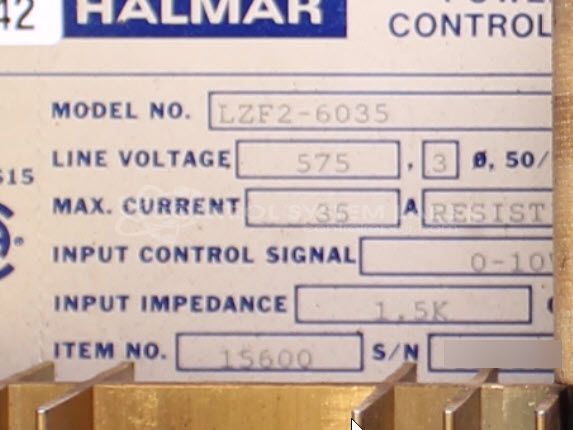 42
HALMAR
CONTROL
MODEL NO. LZF2-6035
LINE VOLTAGE 575 , 3 Ø, 50/
515
MAX. CURRENT 35 A RESIST
INPUT CONTROL SIGNAL 0-10V
INPUT IMPEDANCE 1.5K
ITEM NO. 15600 S/N